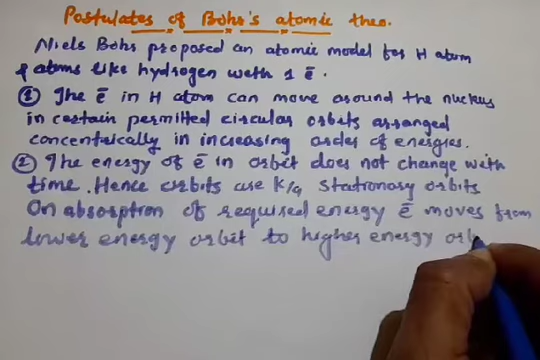 Postulates of Bohr's atomic theo.
Niels Bohr proposed an atomic model for H atom
& atoms like hydrogen with 1 ē.
① The ē in H atom can move around the nucleus
in certain permitted circular orbits arranged
concentrically in increasing order of energies.
② The energy of ē in orbit does not change with
time. Hence orbits are k/a stationary orbits
On absorption of required energy ē moves from
lower energy orbit to higher energy orb